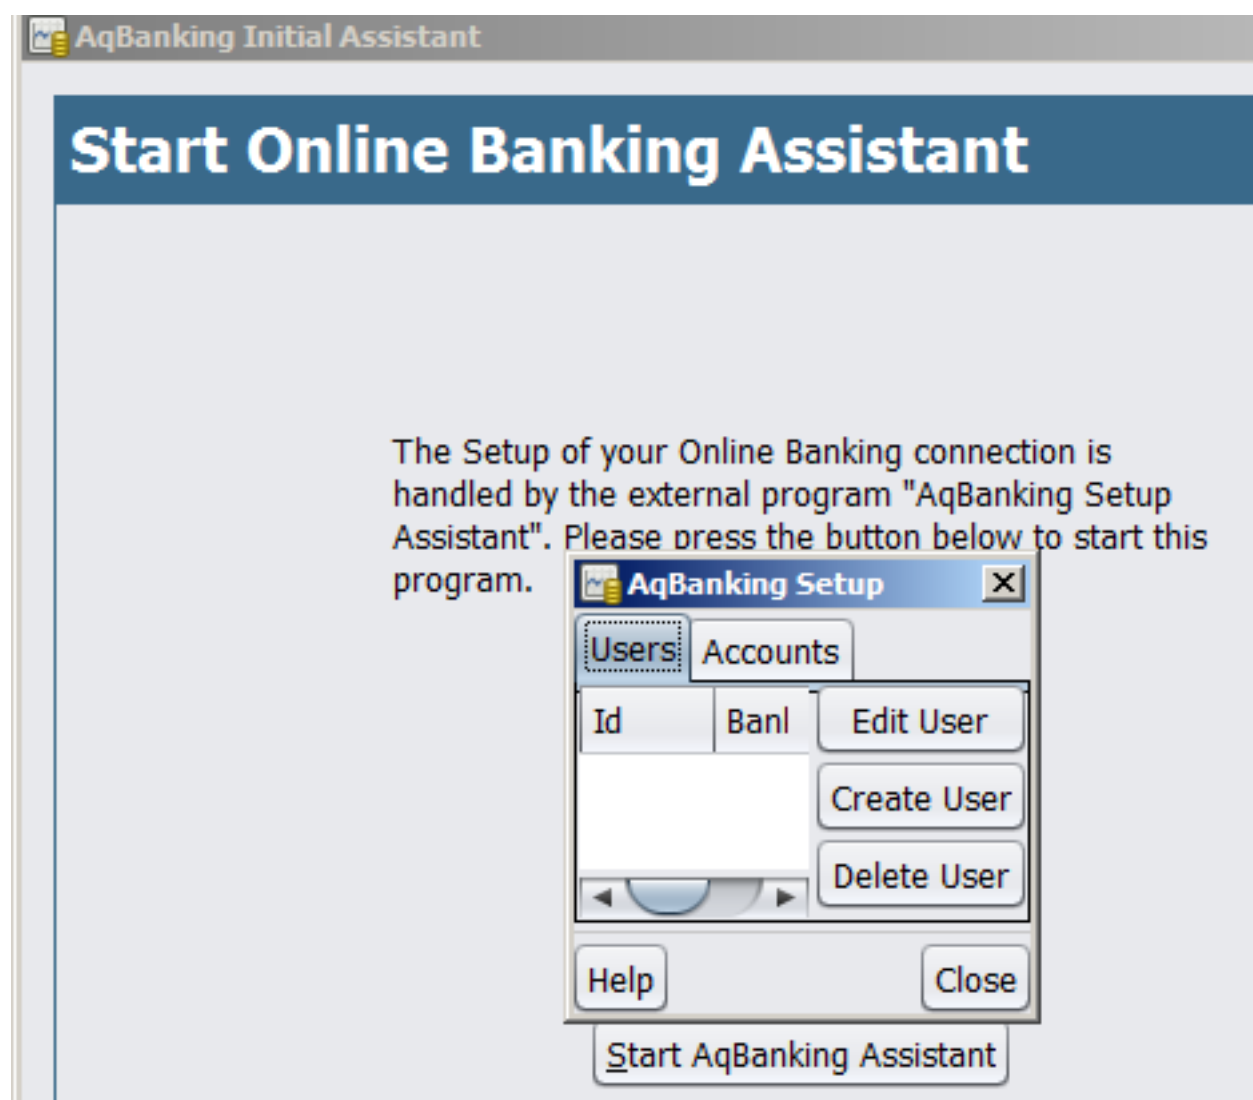 AqBanking Initial Assistant
Start Online Banking Assistant
The Setup of your Online Banking connection is
handled by the external program "AqBanking Setup
Assistant". Please press the button below to start this
program.
AqBanking Setup
Users Accounts
Id Banl Edit User
Create User
Delete User
Help Close
Start AqBanking Assistant